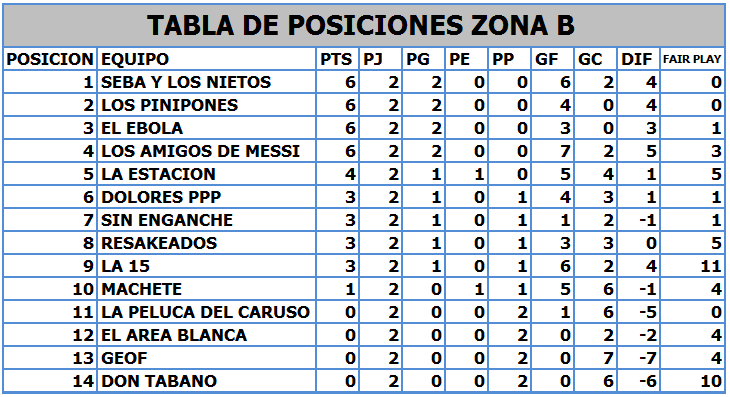 TABLA DE POSICIONES ZONA B
POSICION EQUIPO PTS PJ PG PE PP GF GC DIF FAIR PLAY
1 SEBA Y LOS NIETOS 6 2 2 0 0 6 2 4 0
2 LOS PINIPONES 6 2 2 0 0 4 0 4 0
3 EL EBOLA 6 2 2 0 0 3 0 3 1
4 LOS AMIGOS DE MESSI 6 2 2 0 0 7 2 5 3
5 LA ESTACION 4 2 1 1 0 5 4 1 5
6 DOLORES PPP 3 2 1 0 1 4 3 1 1
7 SIN ENGANCHE 3 2 1 0 1 1 2 -1 1
8 RESAKEADOS 3 2 1 0 1 3 3 0 5
9 LA 15 3 2 1 0 1 6 2 4 11
10 MACHETE 1 2 0 1 1 5 6 -1 4
11 LA PELUCA DEL CARUSO 0 2 0 0 2 1 6 -5 0
12 EL AREA BLANCA 0 2 0 0 2 0 2 -2 4
13 GEOF 0 2 0 0 2 0 7 -7 4
14 DON TABANO 0 2 0 0 2 0 6 -6 10